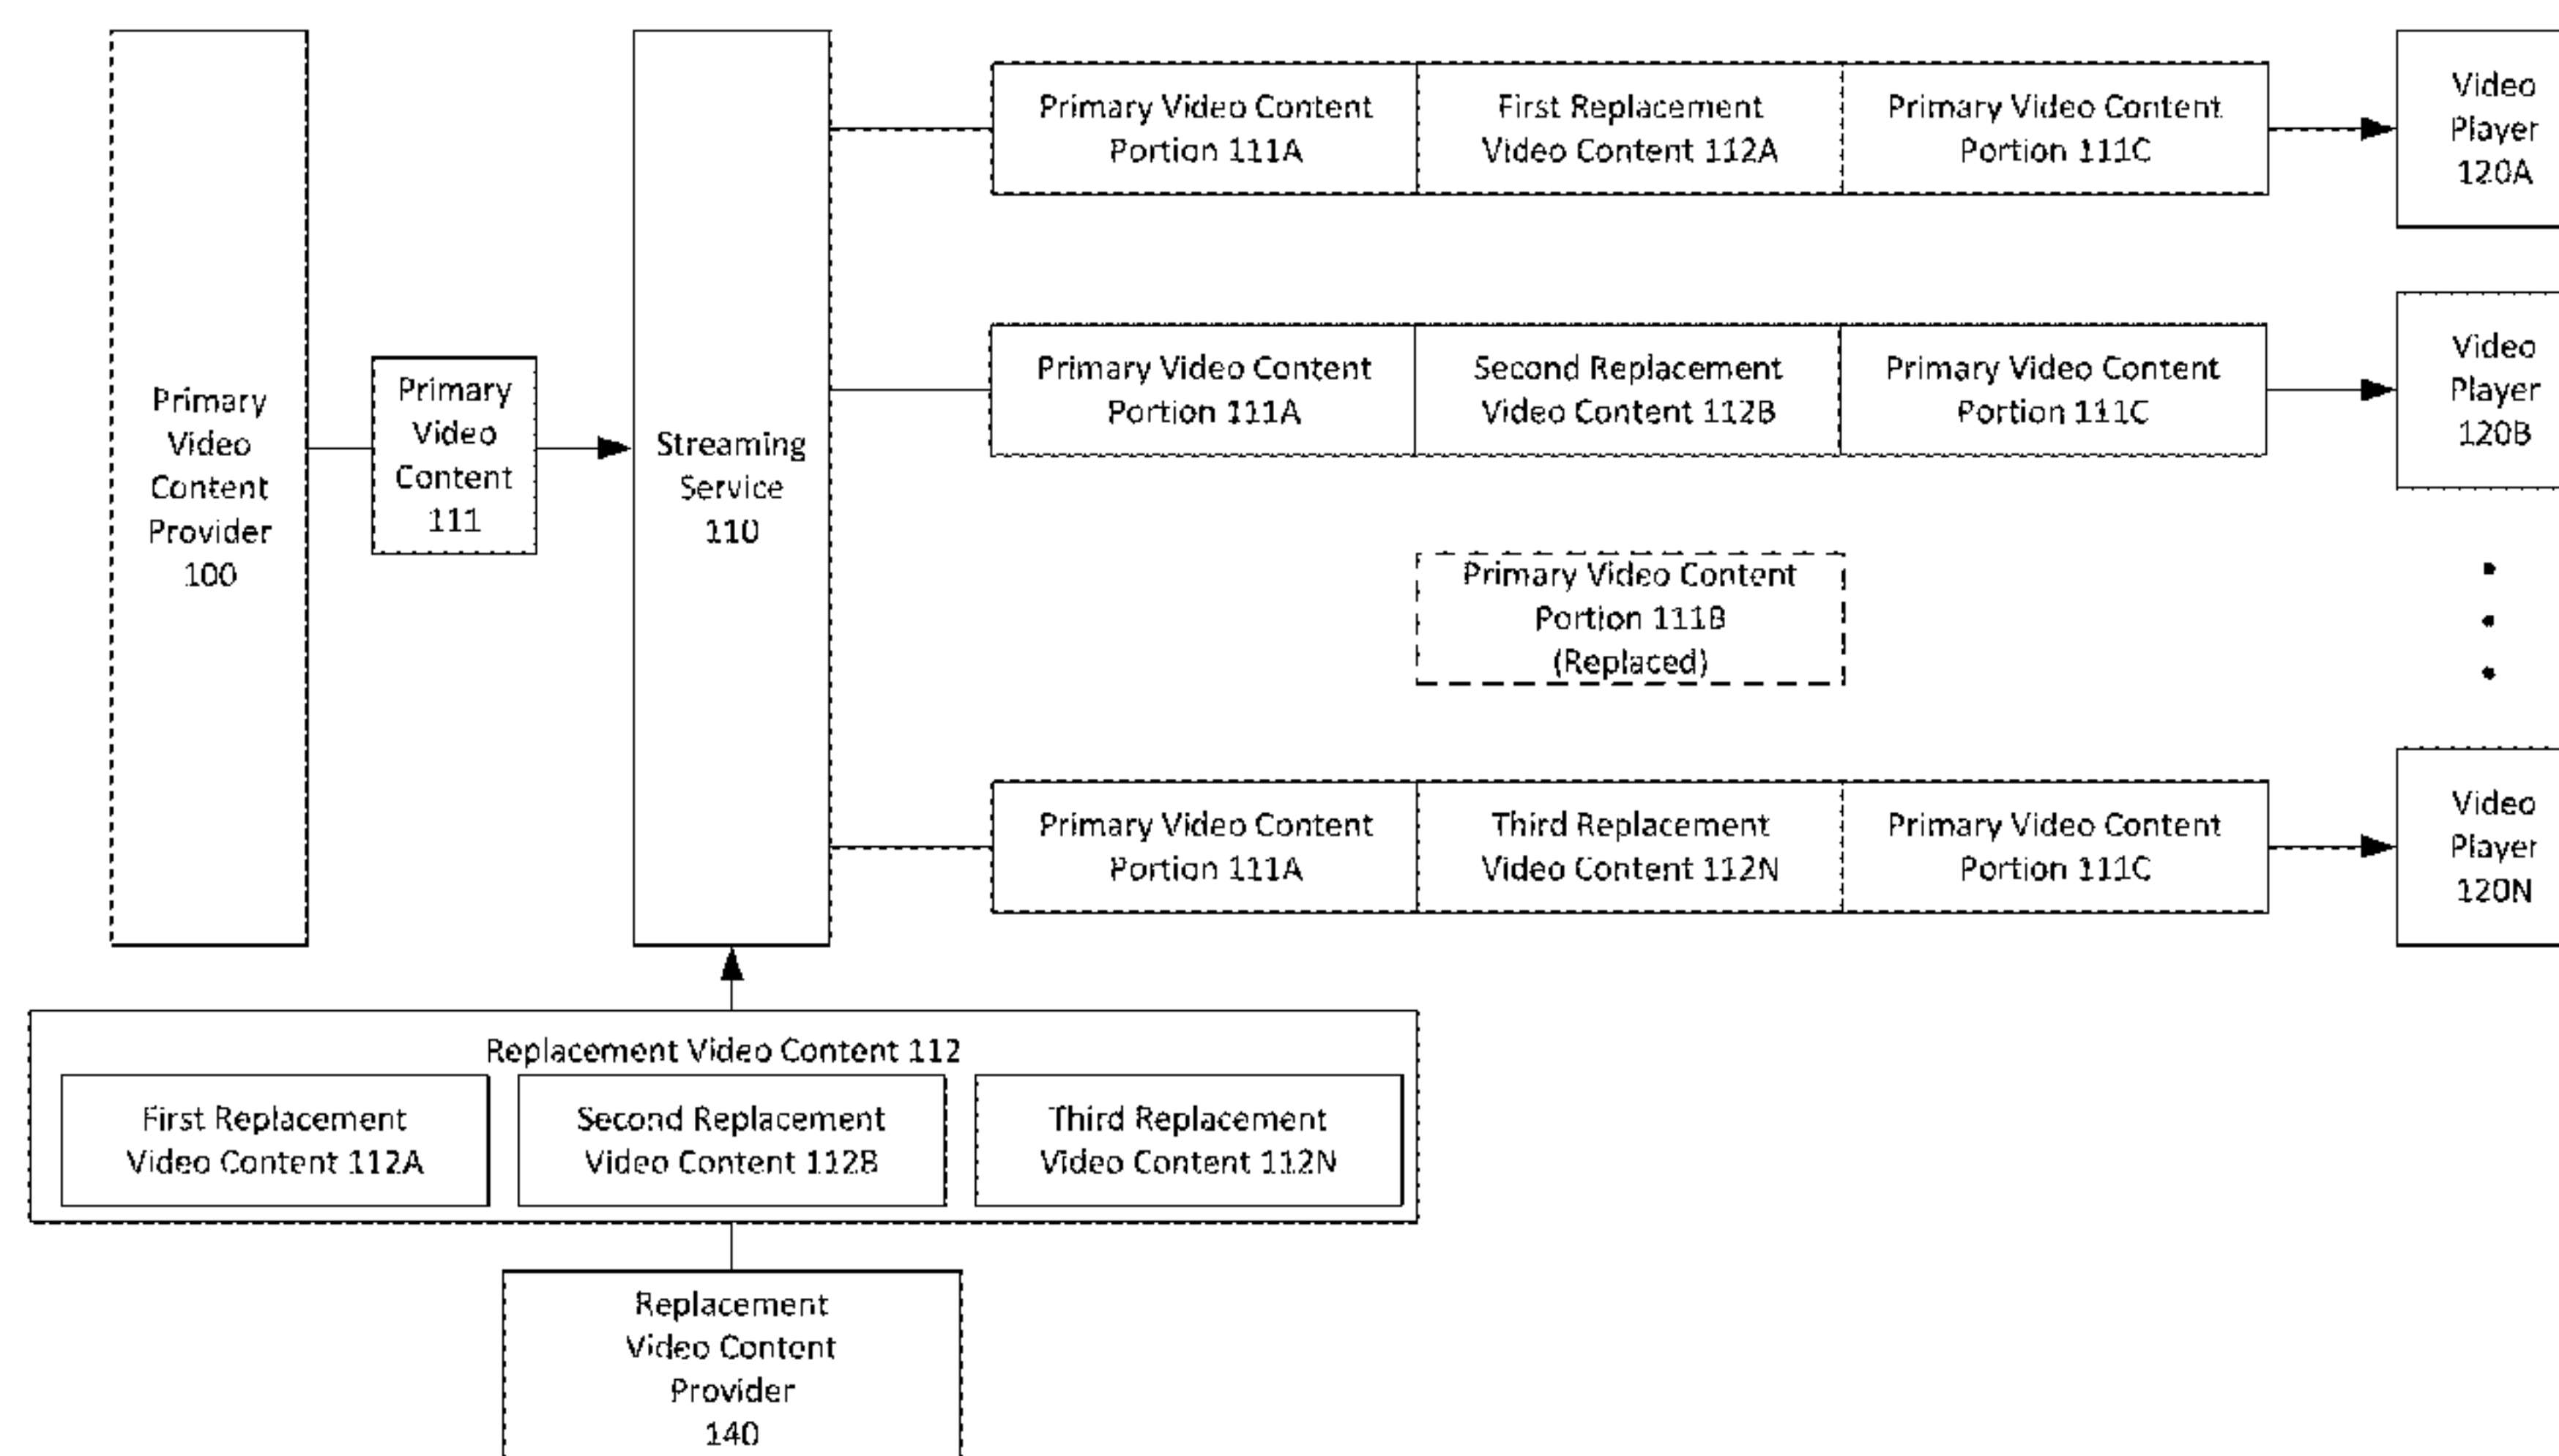 Primary
Video
Content
Provider
100
Primary
Video
Content
111
Streaming
Service
110
Primary Video Content
Portion 111A
First Replacement
Video Content 112A
Primary Video Content
Portion 111C
Video
Player
120A
Primary Video Content
Portion 111A
Second Replacement
Video Content 112B
Primary Video Content
Portion 111C
Video
Player
120B
Primary Video Content
Portion 111B
(Replaced)
Primary Video Content
Portion 111A
Third Replacement
Video Content 112N
Primary Video Content
Portion 111C
Video
Player
120N
Replacement Video Content 112
First Replacement
Video Content 112A
Second Replacement
Video Content 112B
Third Replacement
Video Content 112N
Replacement
Video Content
Provider
140